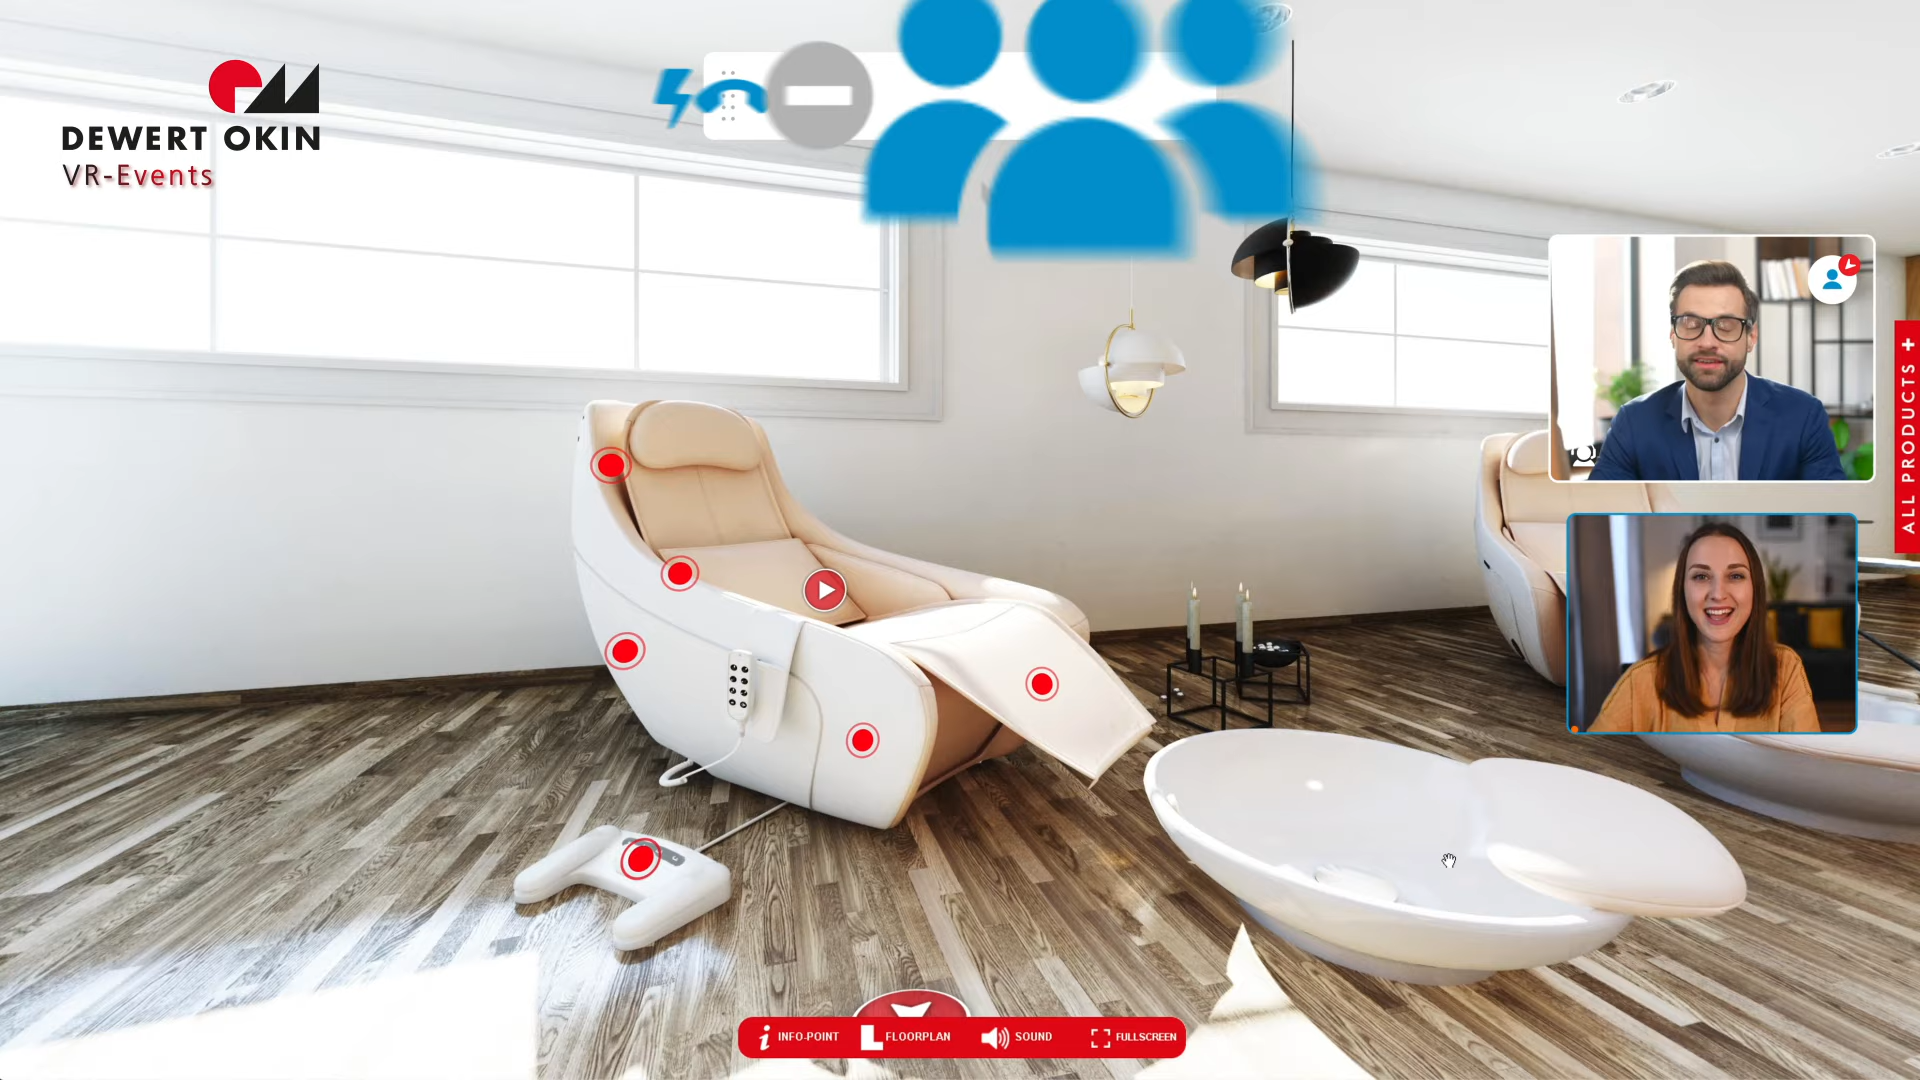 DEWERT OKIN
VR-Events
ALL PRODUCTS +
INFO-POINT
FLOORPLAN
SOUND
FULLSCREEN